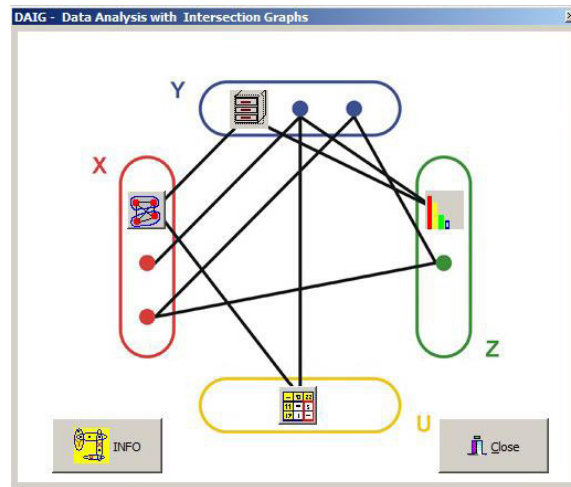 DAIG - Data Analysis with Intersection Graphs
Y
X
Z
U
INFO
Close